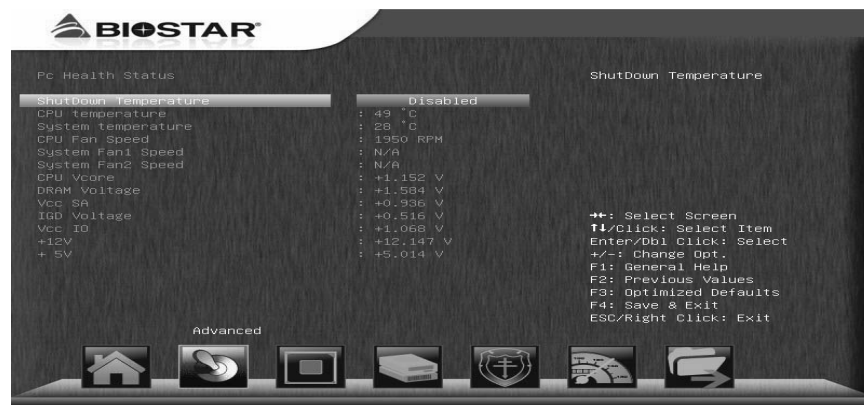 BIOSTAR
Pc Health Status
ShutDown Temperature Disabled
CPU temperature : 49 °C
System temperature : 28 °C
CPU Fan Speed : 1950 RPM
System Fan1 Speed : N/A
System Fan2 Speed : N/A
CPU Vcore : +1.152 V
DRAM Voltage : +1.584 V
Vcc SA : +0.936 V
IGD Voltage : +0.516 V
Vcc IO : +1.068 V
+12V : +12.147 V
+ 5V : +5.014 V
ShutDown Temperature
→←: Select Screen
↑↓/Click: Select Item
Enter/Dbl Click: Select
+/-: Change Opt.
F1: General Help
F2: Previous Values
F3: Optimized Defaults
F4: Save & Exit
ESC/Right Click: Exit
Advanced